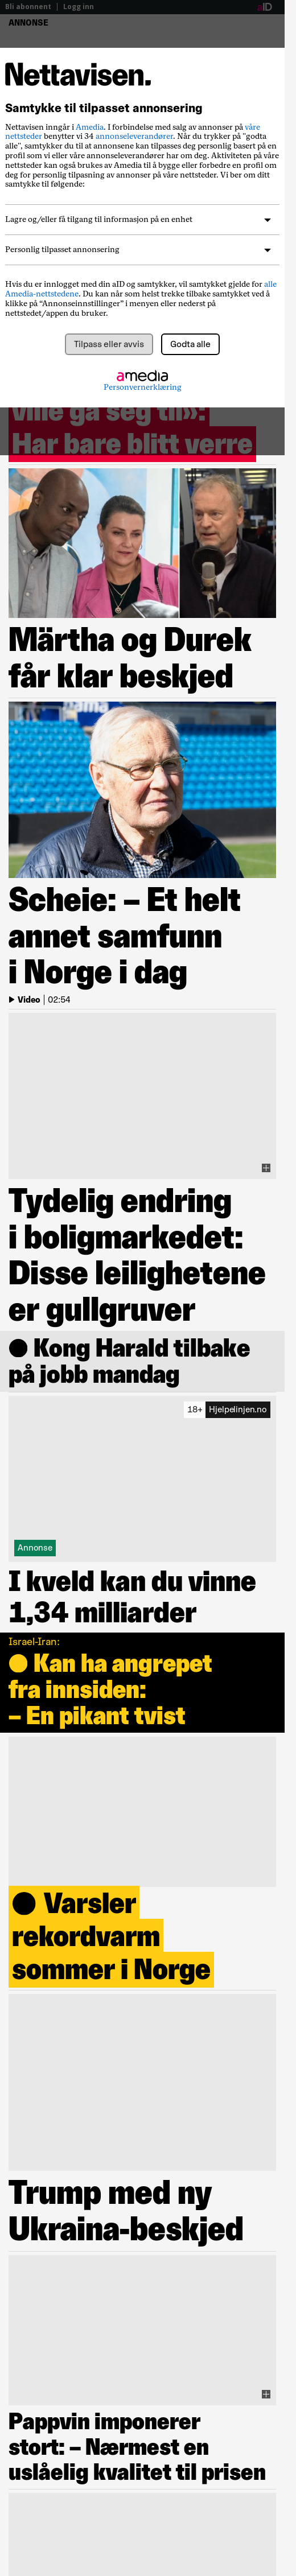 Bli abonnent | Logg inn
aID
ANNONSE
Nettavisen.
Samtykke til tilpasset annonsering
Nettavisen inngår i Amedia. I forbindelse med salg av annonser på våre
nettsteder benytter vi 34 annonseleverandører. Når du trykker på "godta
alle", samtykker du til at annonsene kan tilpasses deg personlig basert på en
profil som vi eller våre annonseleverandører har om deg. Aktiviteten på våre
nettsteder kan også brukes av Amedia til å bygge eller forbedre en profil om
deg for tilpasning av annonser på våre nettsteder. Vi ber om ditt
samtykke til følgende:
Lagre og/eller få tilgang til informasjon på en enhet
Personlig tilpasset annonsering
Hvis du er innlogget med din aID og samtykker, vil samtykket gjelde for alle
Amedia-nettstedene. Du kan når som helst trekke tilbake samtykket ved å
klikke på “Annonseinnstillinger” i menyen eller nederst på
nettstedet/appen du bruker.
Tilpass eller avvis
Godta alle
amedia
Personvernerklæring
ville gå seg til»:
Har bare blitt verre
Märtha og Durek
får klar beskjed
Scheie: – Et helt
annet samfunn
i Norge i dag
Video | 02:54
Tydelig endring
i boligmarkedet:
Disse leilighetene
er gullgruver
Kong Harald tilbake
på jobb mandag
18+ Hjelpelinjen.no
Annonse
I kveld kan du vinne
1,34 milliarder
Israel-Iran:
Kan ha angrepet
fra innsiden:
– En pikant tvist
Varsler
rekordvarm
sommer i Norge
Trump med ny
Ukraina-beskjed
Pappvin imponerer
stort: – Nærmest en
uslåelig kvalitet til prisen